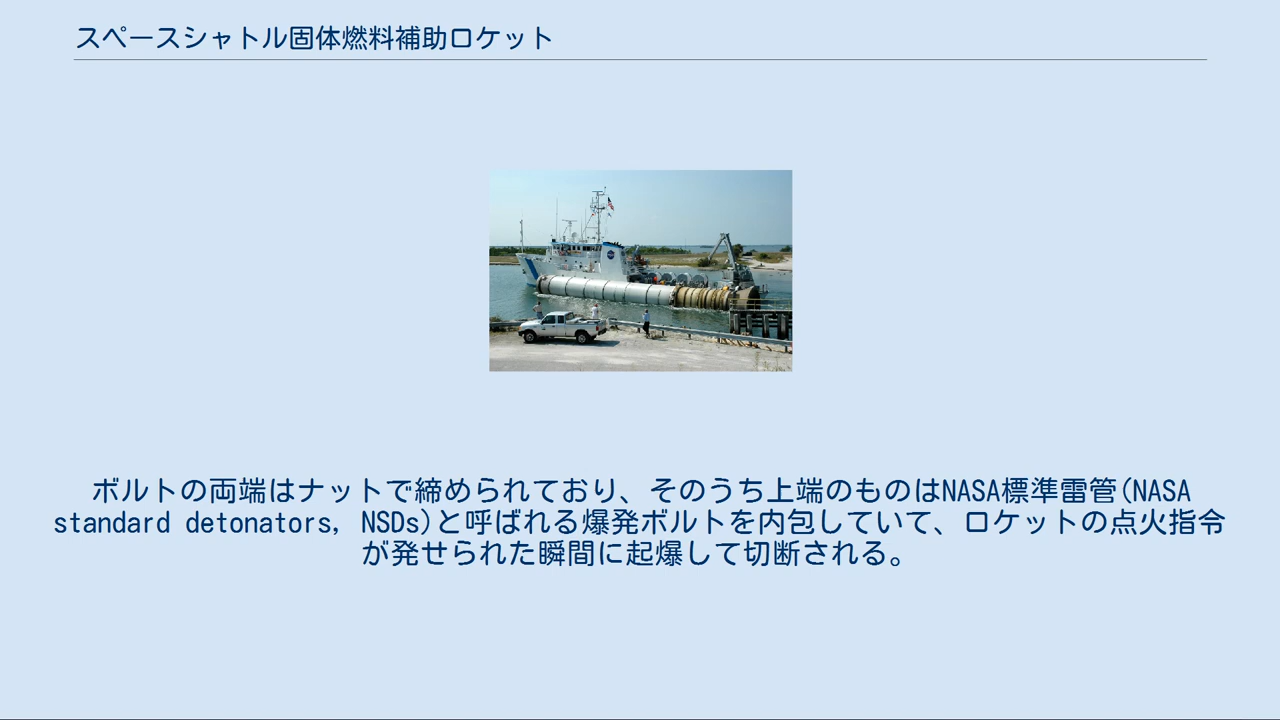 スペースシャトル固体燃料補助ロケット
ボルトの両端はナットで締められており、そのうち上端のものはNASA標準雷管(NASA
standard detonators, NSDs)と呼ばれる爆発ボルトを内包していて、ロケットの点火指令
が発せられた瞬間に起爆して切断される。